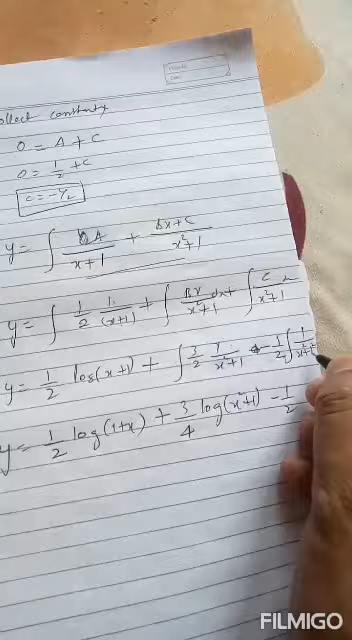 ollect constants
0 = A + C
0 = 1/2 + C
C = -1/2
y = ∫ A/(x+1) + (Bx+C)/(x²+1)
y = ∫ 1/2 1/(x+1) + ∫ Bx/(x²+1) dx + ∫ C/(x²+1)
y = 1/2 log(x+1) + ∫ 3/2 x/(x²+1) - 1/2 ∫ 1/(x²+1²
y = 1/2 log(1+x) + 3/4 log(x²+1) - 1/2
FILMIGO